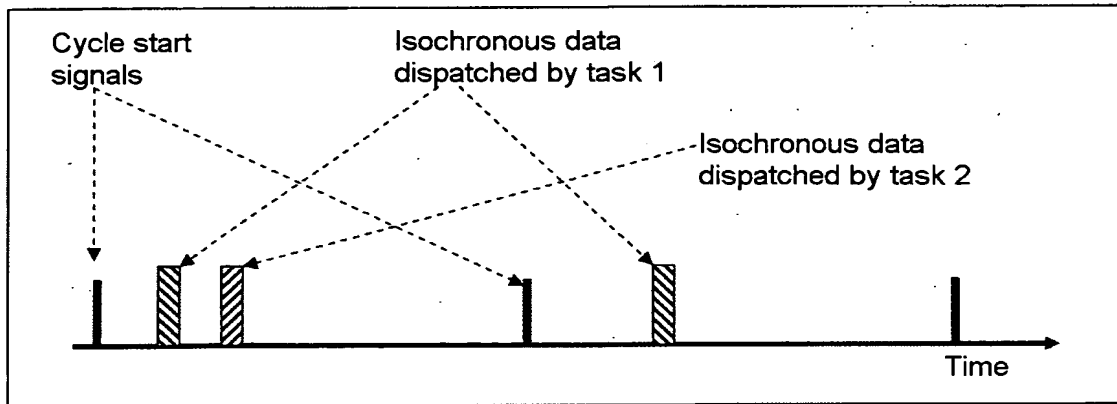 Cycle start
signals
Isochronous data
dispatched by task 1
Isochronous data
dispatched by task 2
Time